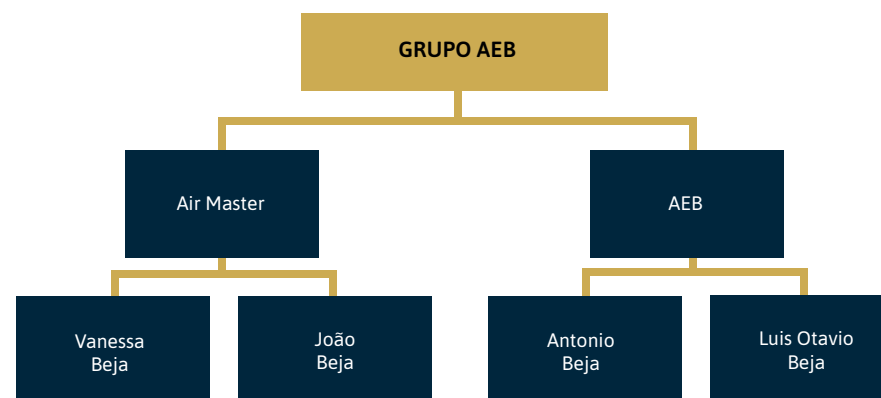 GRUPO AEB
Air Master
AEB
Vanessa
Beja
João
Beja
Antonio
Beja
Luis Otavio
Beja